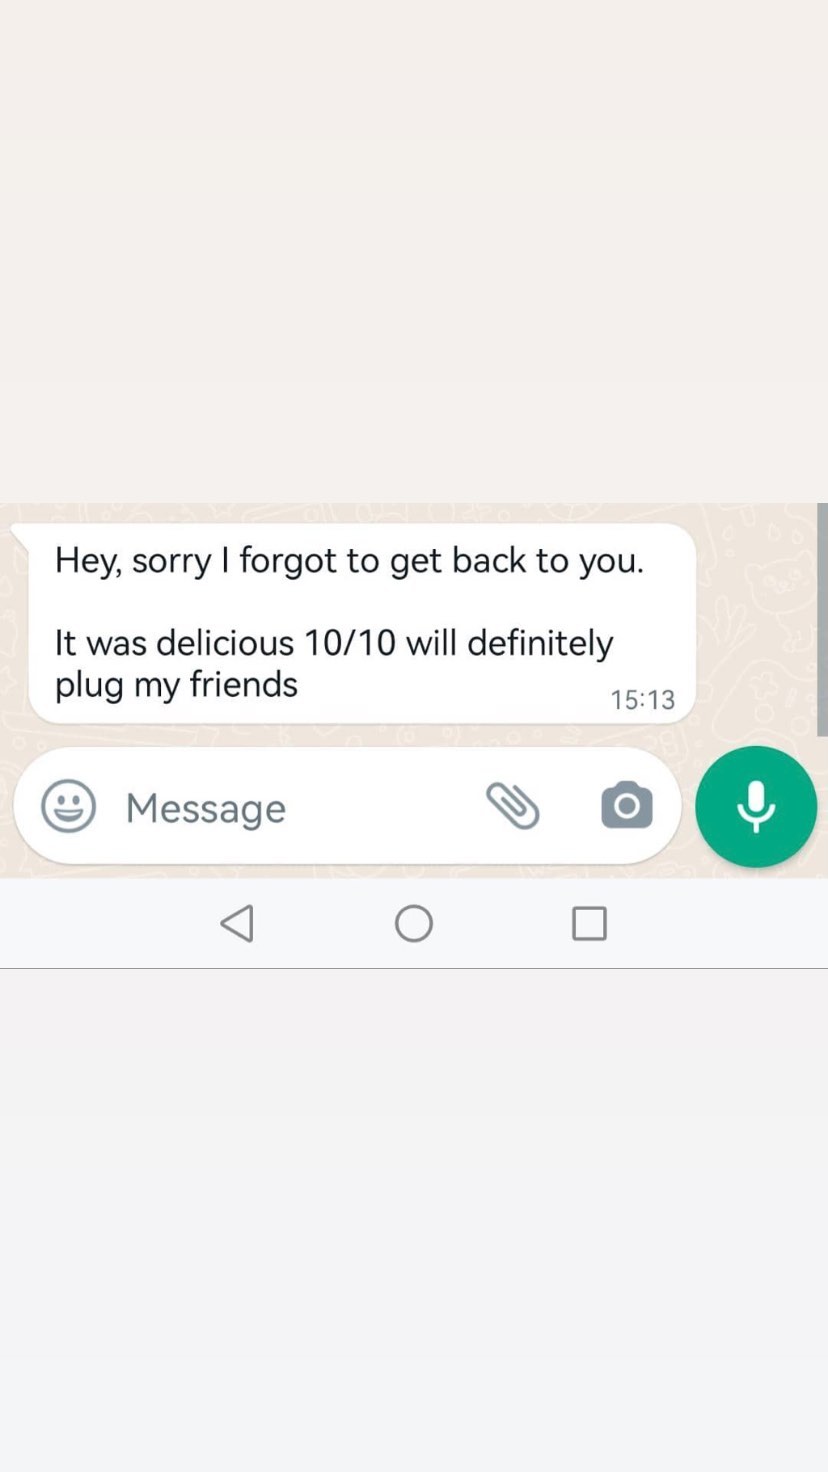 Hey, sorry I forgot to get back to you.
It was delicious 10/10 will definitely
plug my friends
15:13
Message